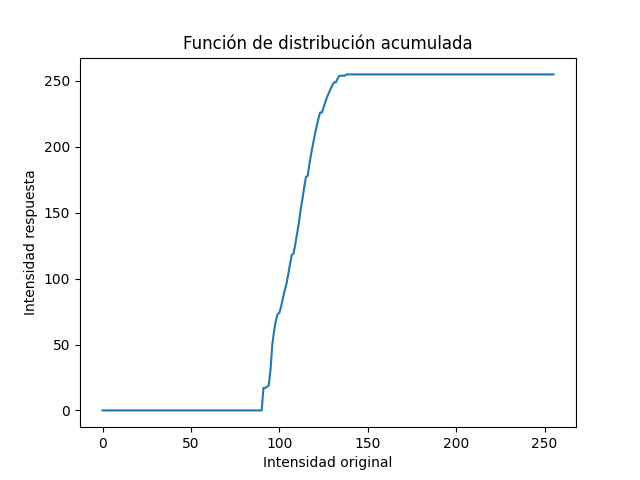 Función de distribución acumulada
250
200
150
100
50
0
Intensidad respuesta
0 50 100 150 200 250
Intensidad original